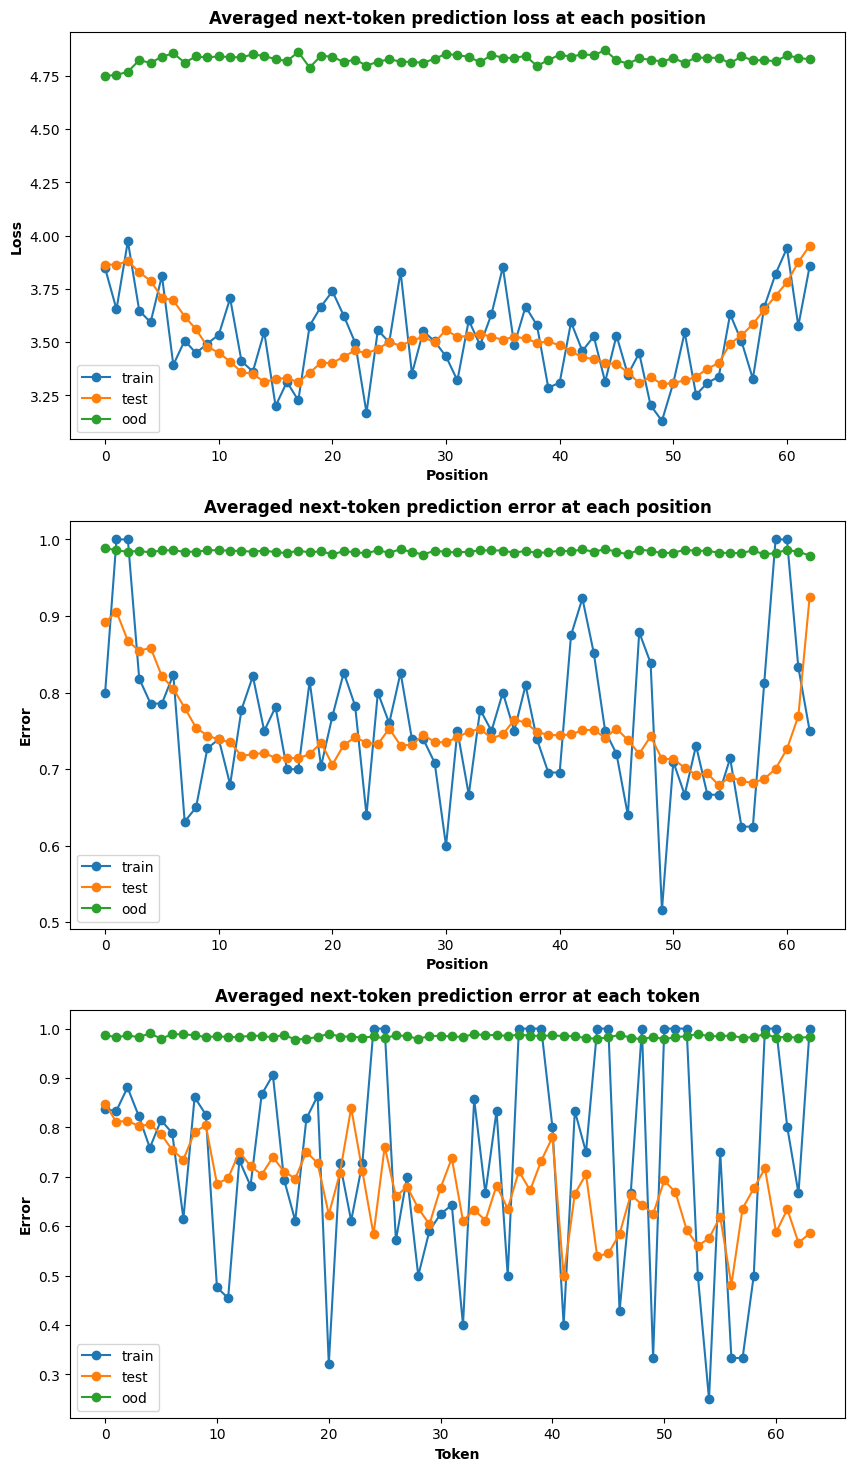 Averaged next-token prediction loss at each position
Loss
4.75
4.50
4.25
4.00
3.75
3.50
3.25
train
test
ood
0 10 20 30 40 50 60
Position
Averaged next-token prediction error at each position
Error
1.0
0.9
0.8
0.7
0.6
0.5
train
test
ood
0 10 20 30 40 50 60
Position
Averaged next-token prediction error at each token
Error
1.0
0.9
0.8
0.7
0.6
0.5
0.4
0.3
train
test
ood
0 10 20 30 40 50 60
Token